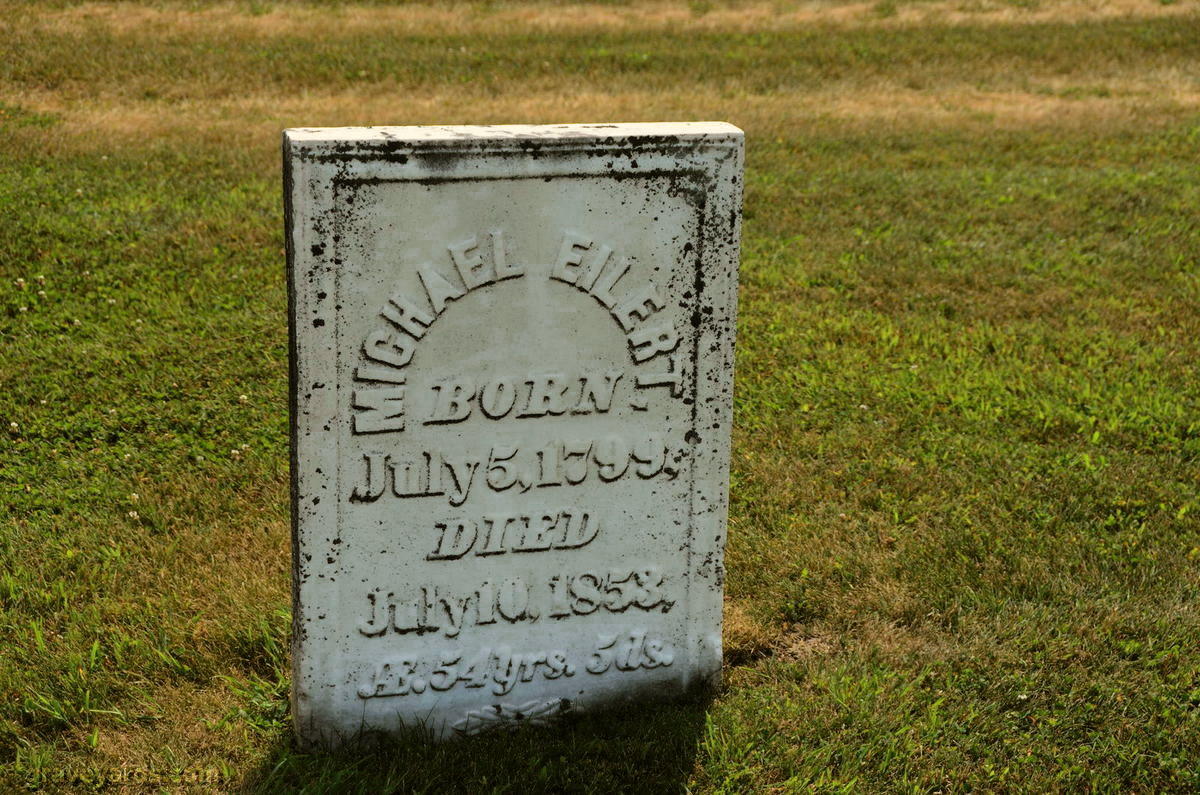 MICHAEL EILERT
BORN
July 5, 1799,
DIED
July 10, 1853,
Æ. 54 yrs. 5 ds.